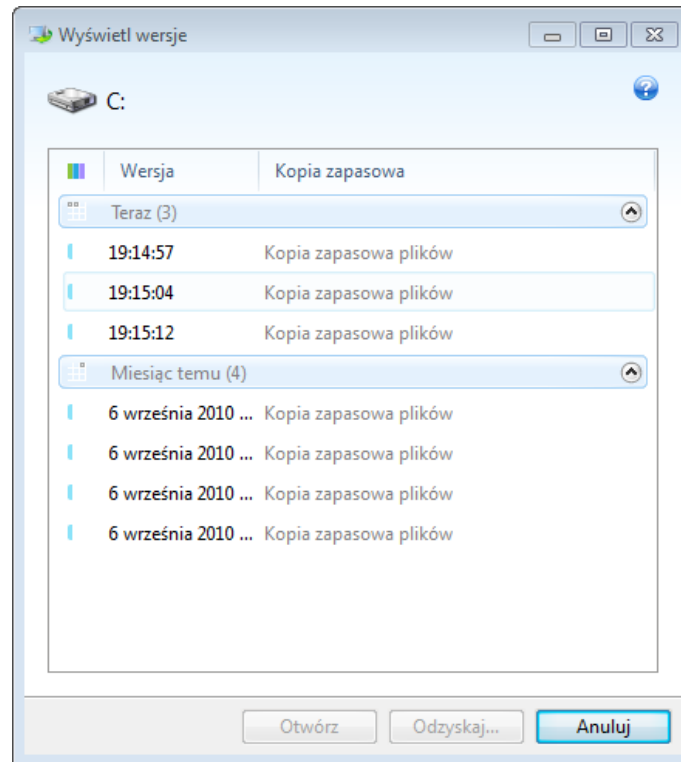 Wyświetl wersje
C:
Wersja Kopia zapasowa
Teraz (3)
19:14:57 Kopia zapasowa plików
19:15:04 Kopia zapasowa plików
19:15:12 Kopia zapasowa plików
Miesiąc temu (4)
6 września 2010 ... Kopia zapasowa plików
6 września 2010 ... Kopia zapasowa plików
6 września 2010 ... Kopia zapasowa plików
6 września 2010 ... Kopia zapasowa plików
Otwórz Odzyskaj... Anuluj